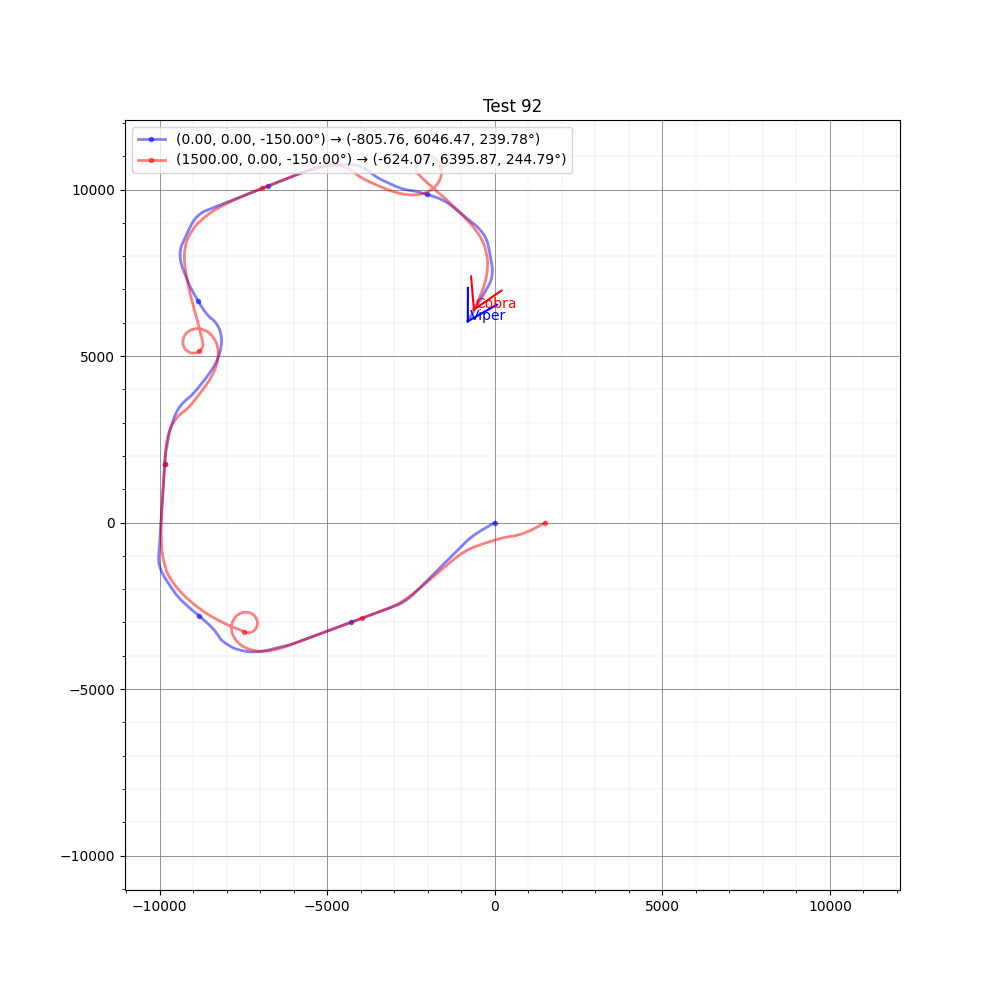 Test 92
(0.00, 0.00, -150.00°) → (-805.76, 6046.47, 239.78°)
(1500.00, 0.00, -150.00°) → (-624.07, 6395.87, 244.79°)
10000
5000
0
−5000
−10000
Cobra
Viper
−10000 −5000 0 5000 10000